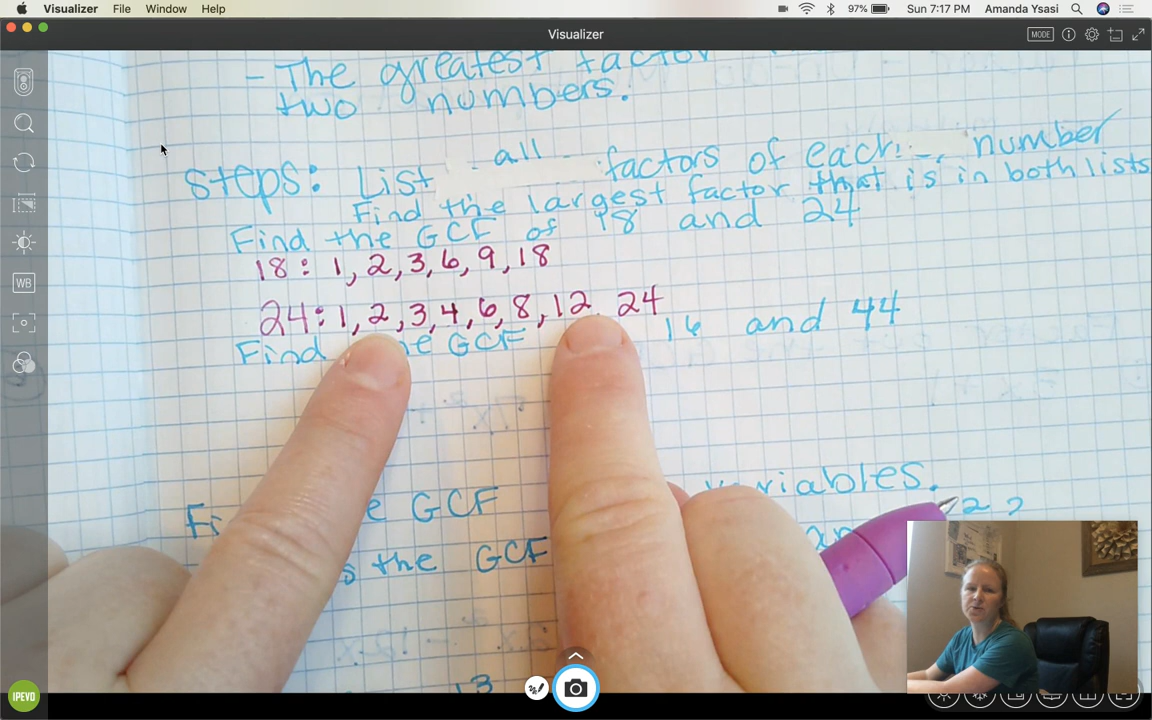 Visualizer File Window Help 97% Sun 7:17 PM Amanda Ysasi
Visualizer
MODE
- The greatest factor
two numbers.
Steps: List all factors of each number
Find the largest factor that is in both lists
Find the GCF of 18 and 24
18: 1, 2, 3, 6, 9, 18
24: 1, 2, 3, 4, 6, 8, 12, 24
Find GCF 16 and 44
GCF variables.
the GCF
WB
IPEVO